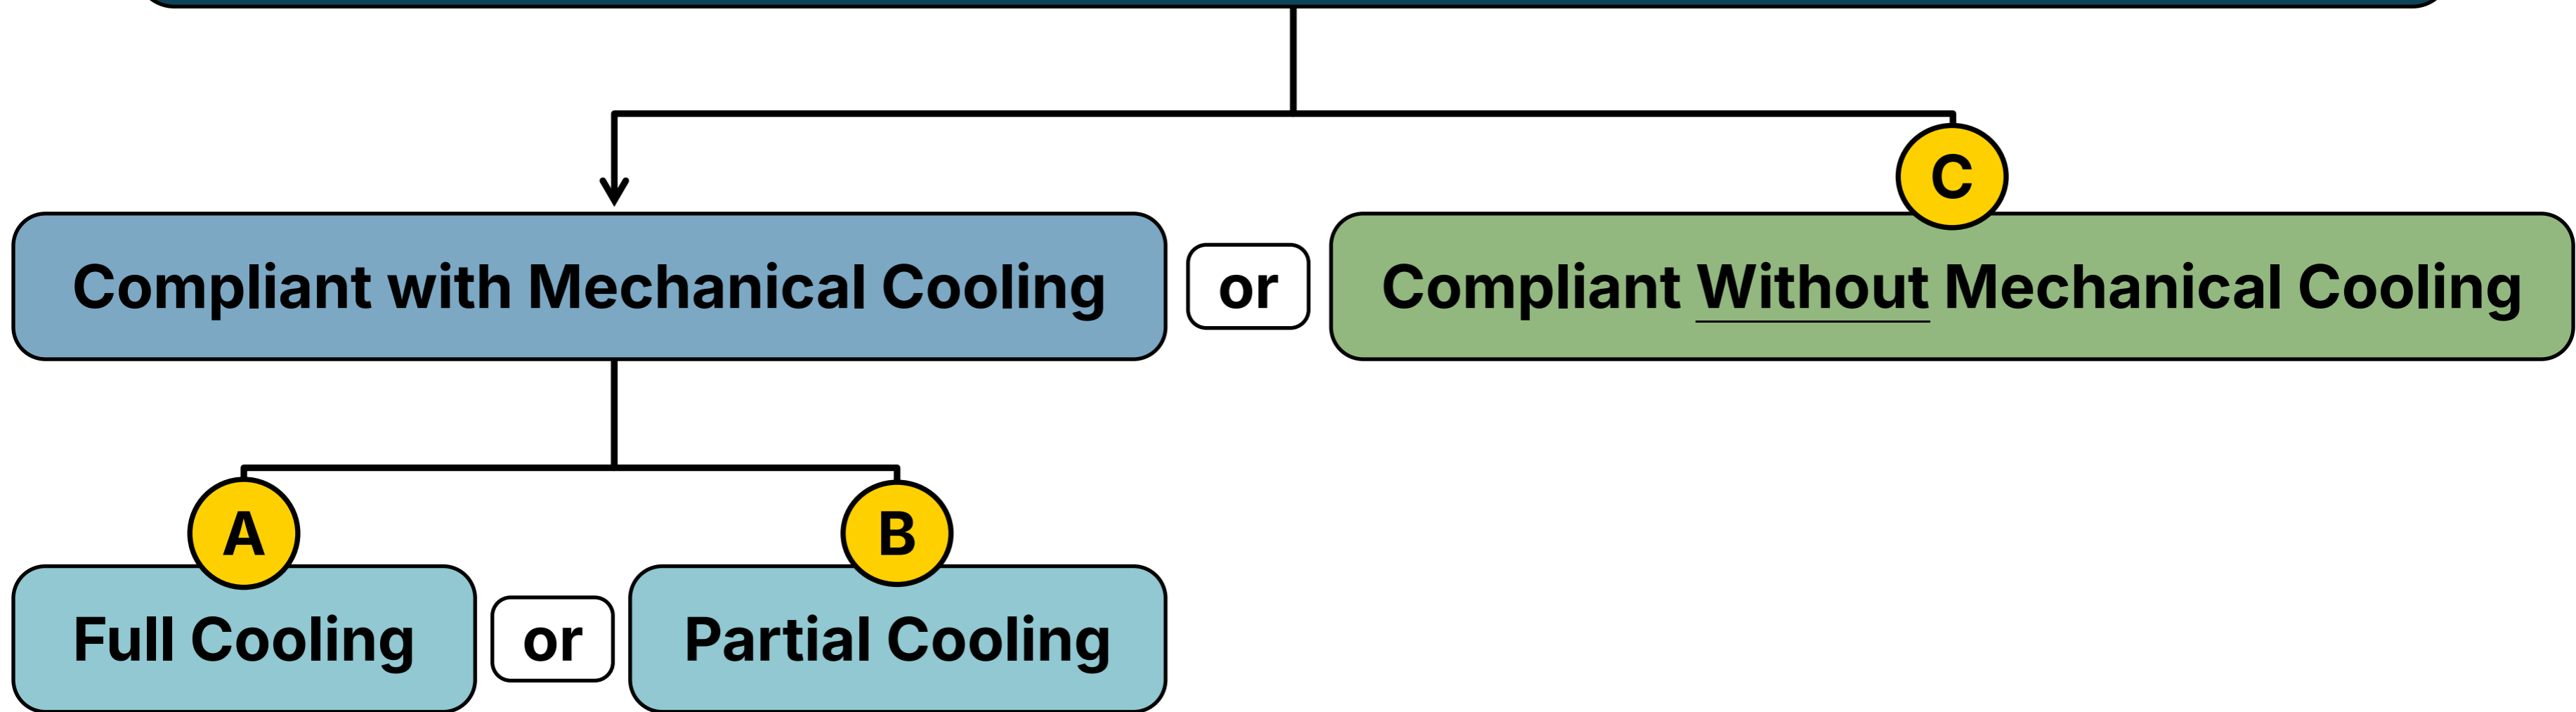 C
Compliant with Mechanical Cooling
or
Compliant Without Mechanical Cooling
A
B
Full Cooling
or
Partial Cooling